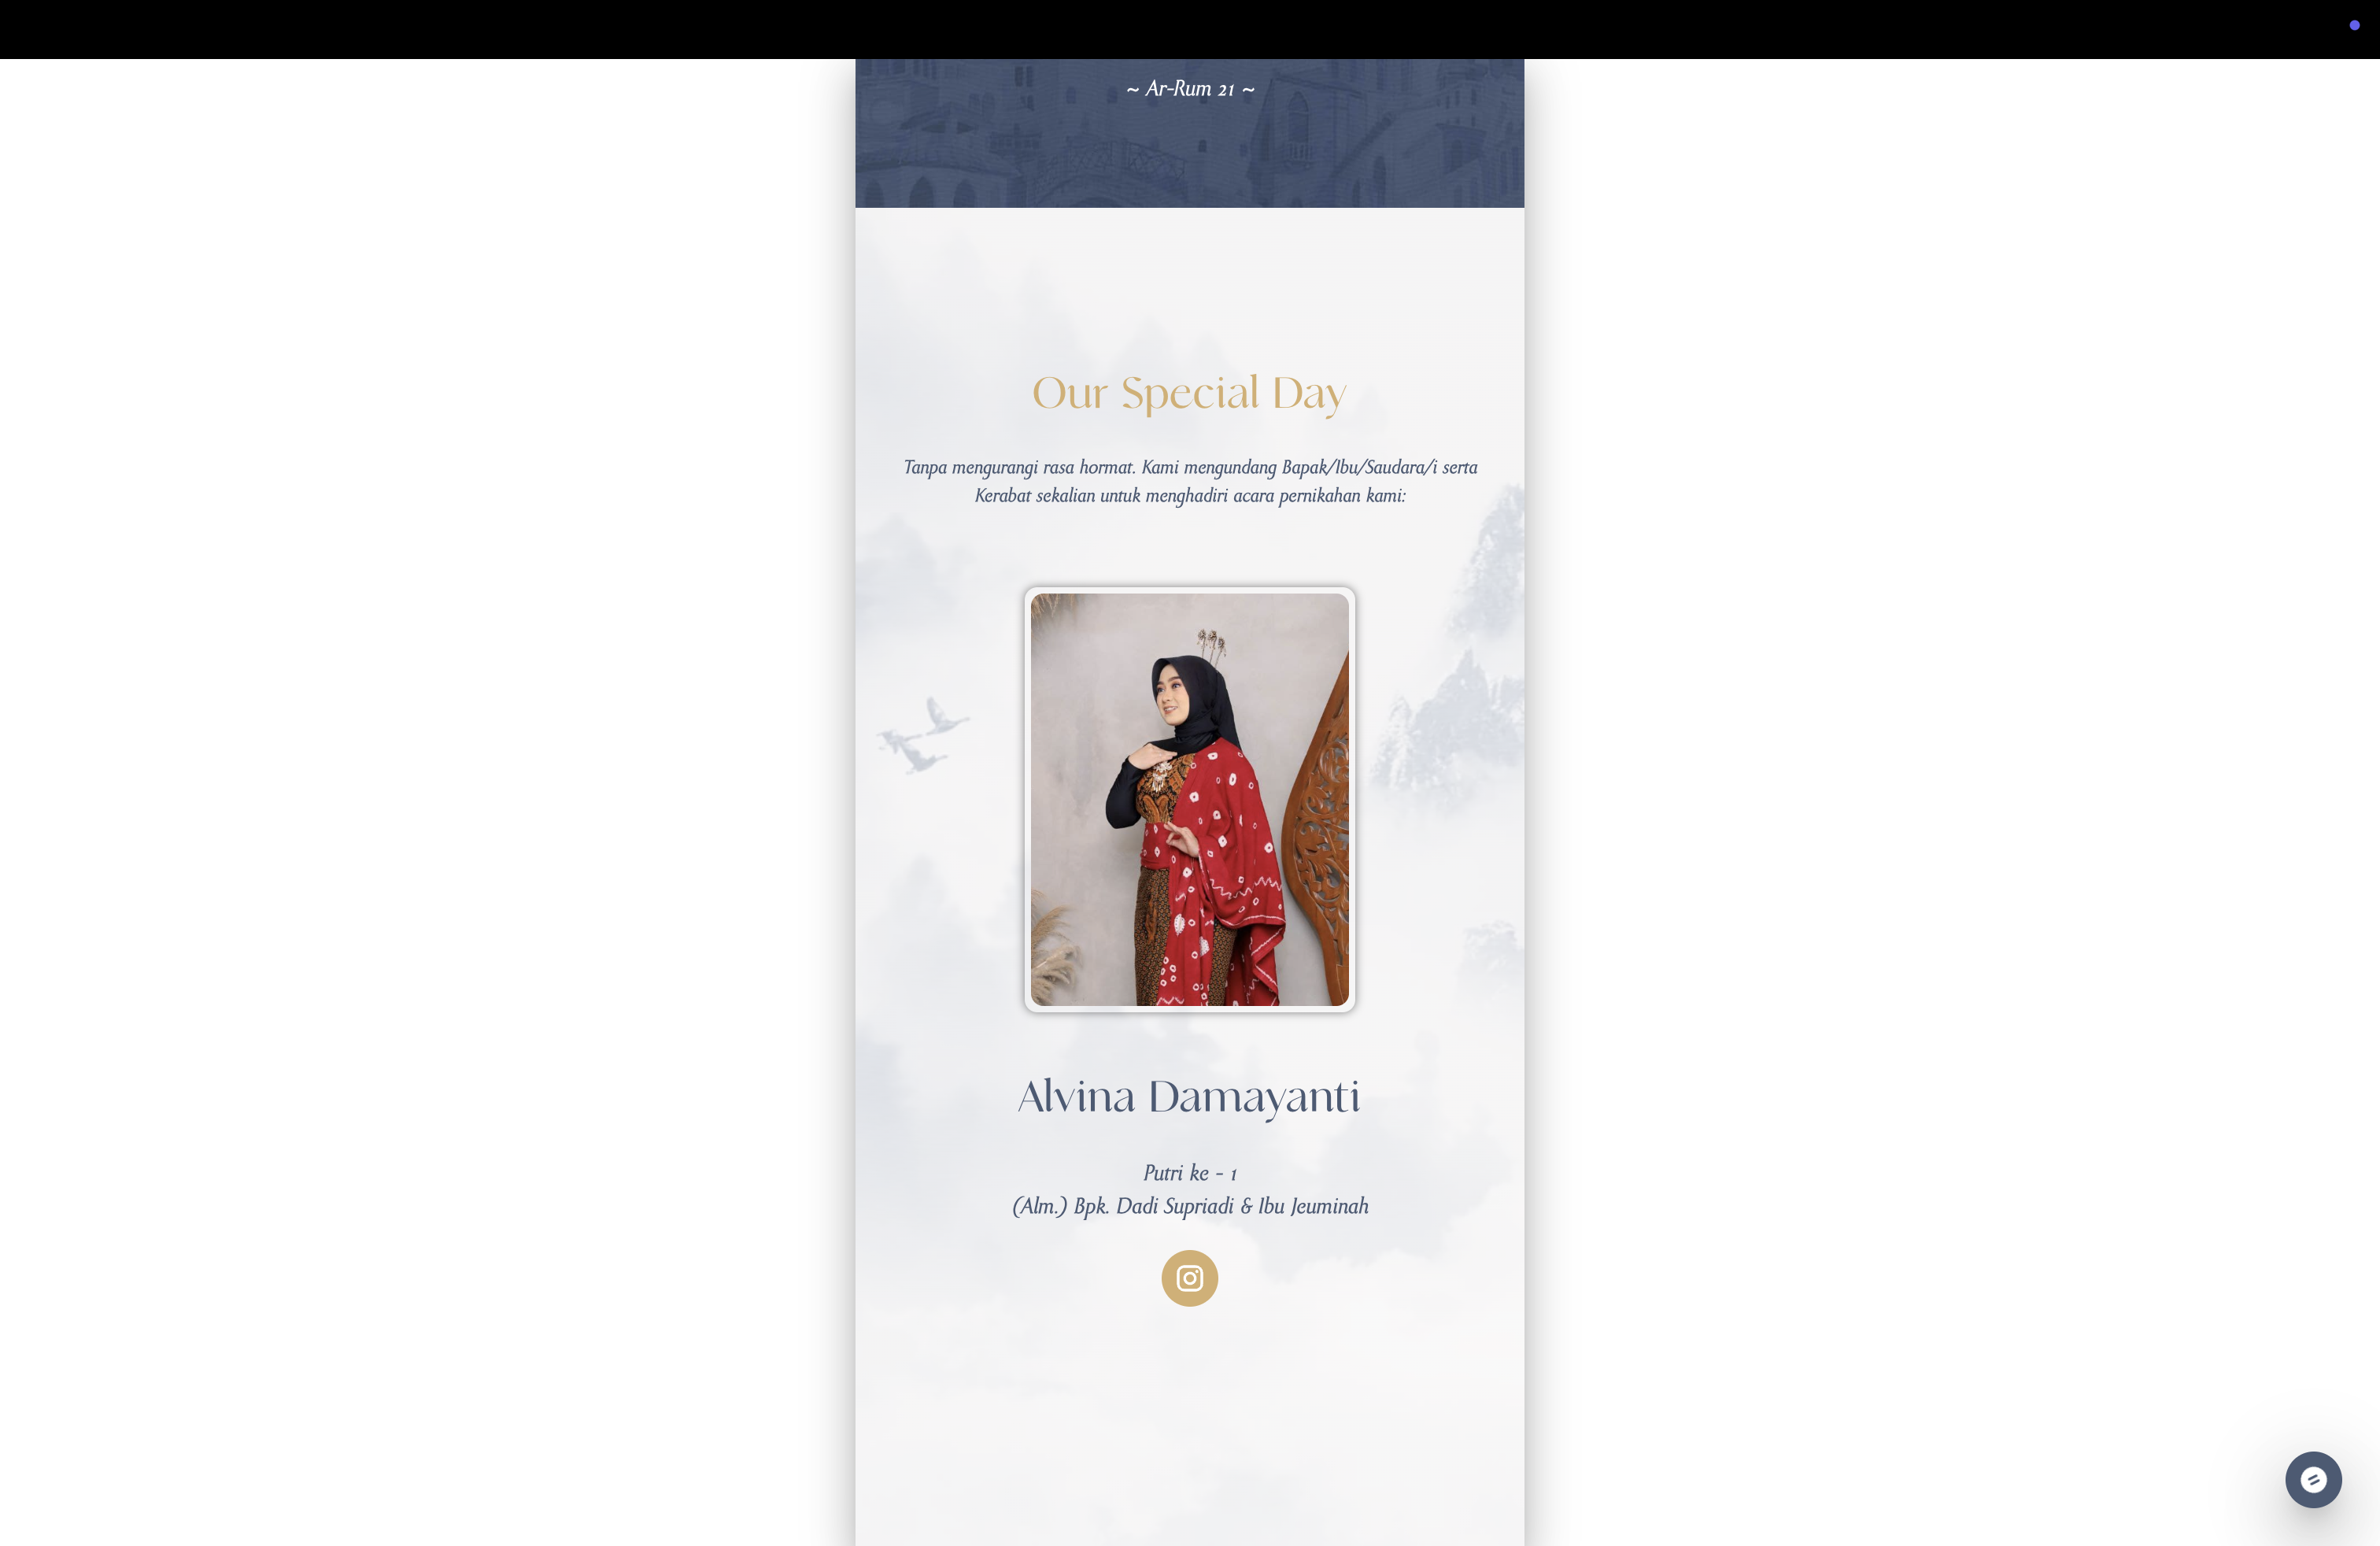 ~ Ar-Rum 21 ~
Our Special Day
Tanpa mengurangi rasa hormat. Kami mengundang Bapak/Ibu/Saudara/i serta
Kerabat sekalian untuk menghadiri acara pernikahan kami:
Alvina Damayanti
Putri ke - 1
(Alm.) Bpk. Dadi Supriadi & Ibu Jeuminah